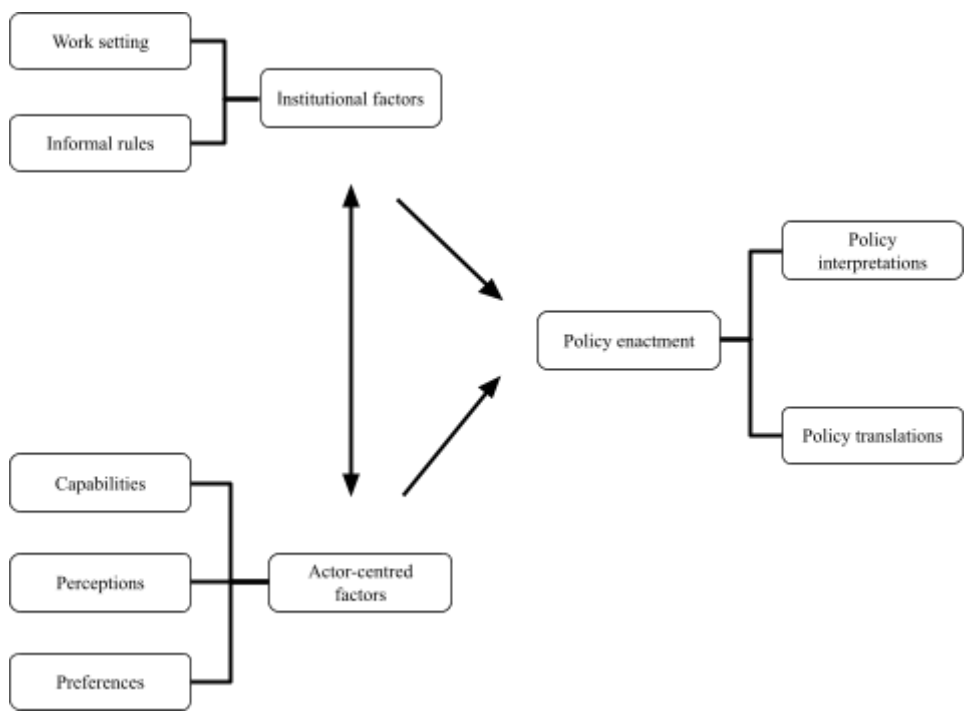 Work setting
Institutional factors
Informal rules
Policy
interpretations
Policy enactment
Policy translations
Capabilities
Perceptions
Actor-centred
factors
Preferences